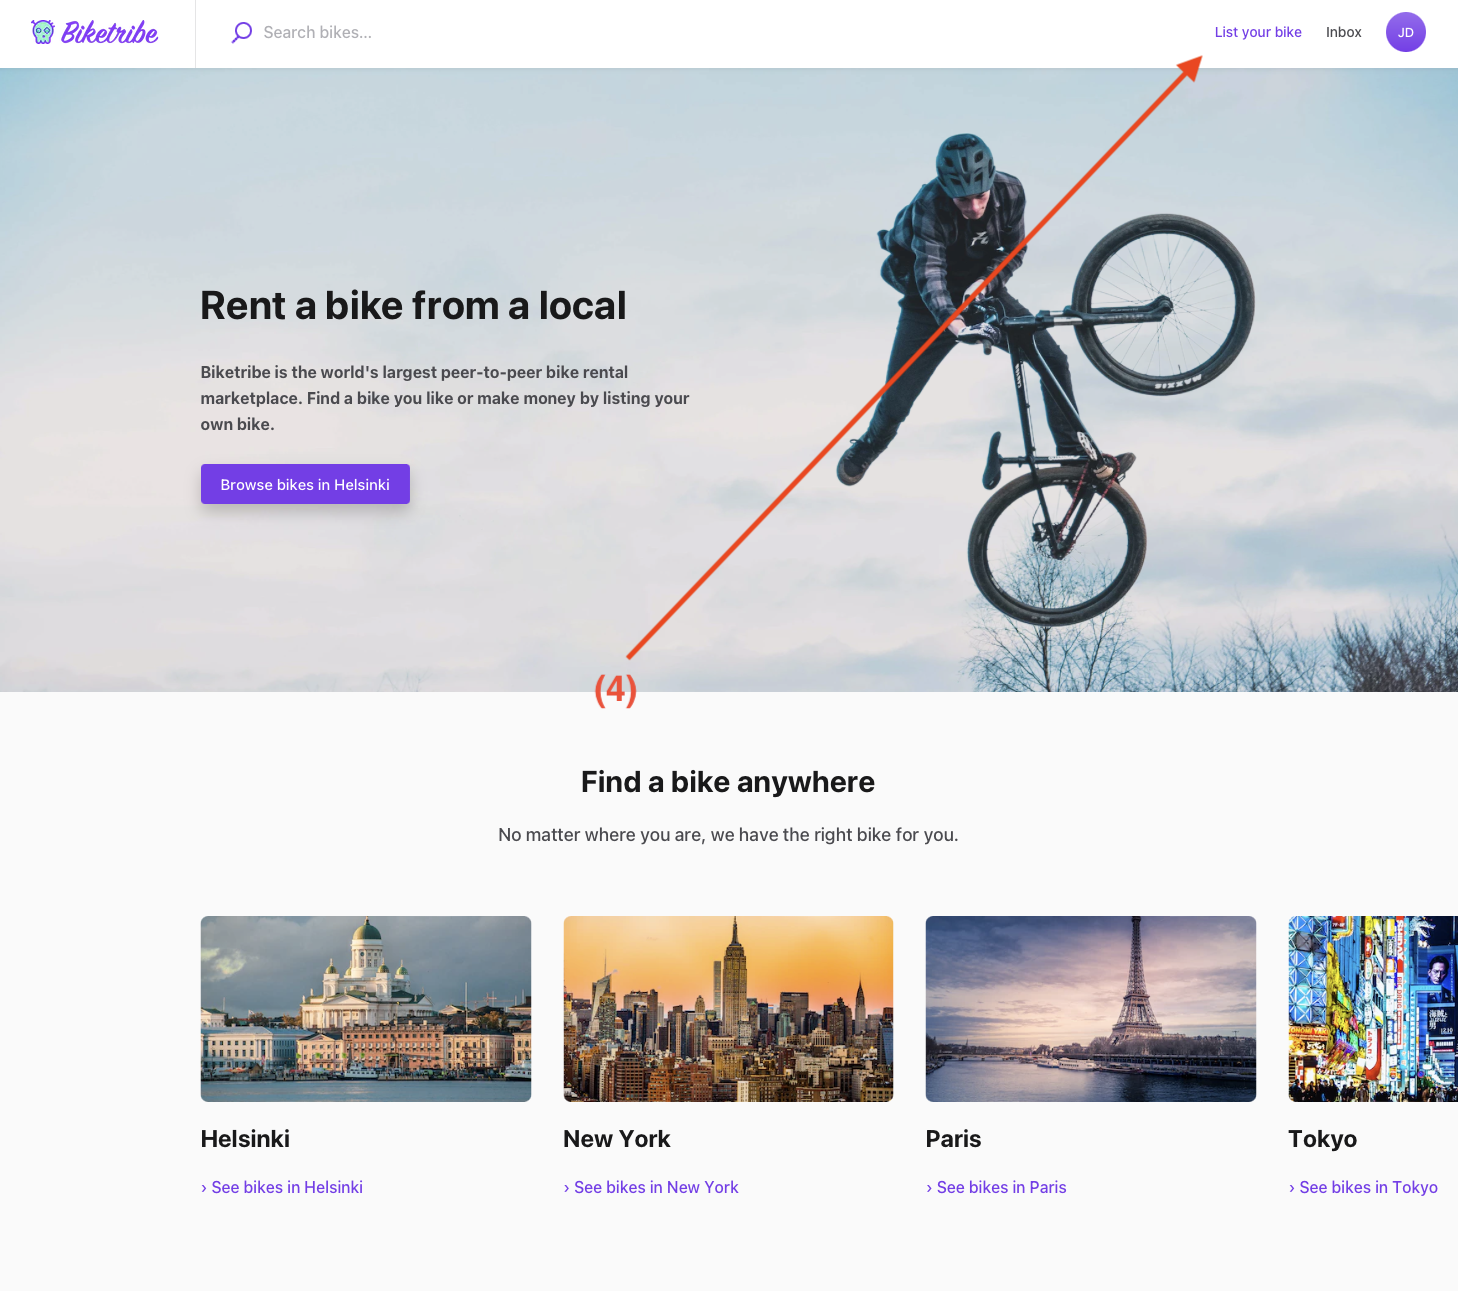 Biketribe
Search bikes...
List your bike
Inbox
JD
Rent a bike from a local
Biketribe is the world's largest peer-to-peer bike rental
marketplace. Find a bike you like or make money by listing your
own bike.
Browse bikes in Helsinki
MAXXIS
CANYON
(4)
Find a bike anywhere
No matter where you are, we have the right bike for you.
Helsinki
New York
Paris
Tokyo
› See bikes in Helsinki
› See bikes in New York
› See bikes in Paris
› See bikes in Tokyo